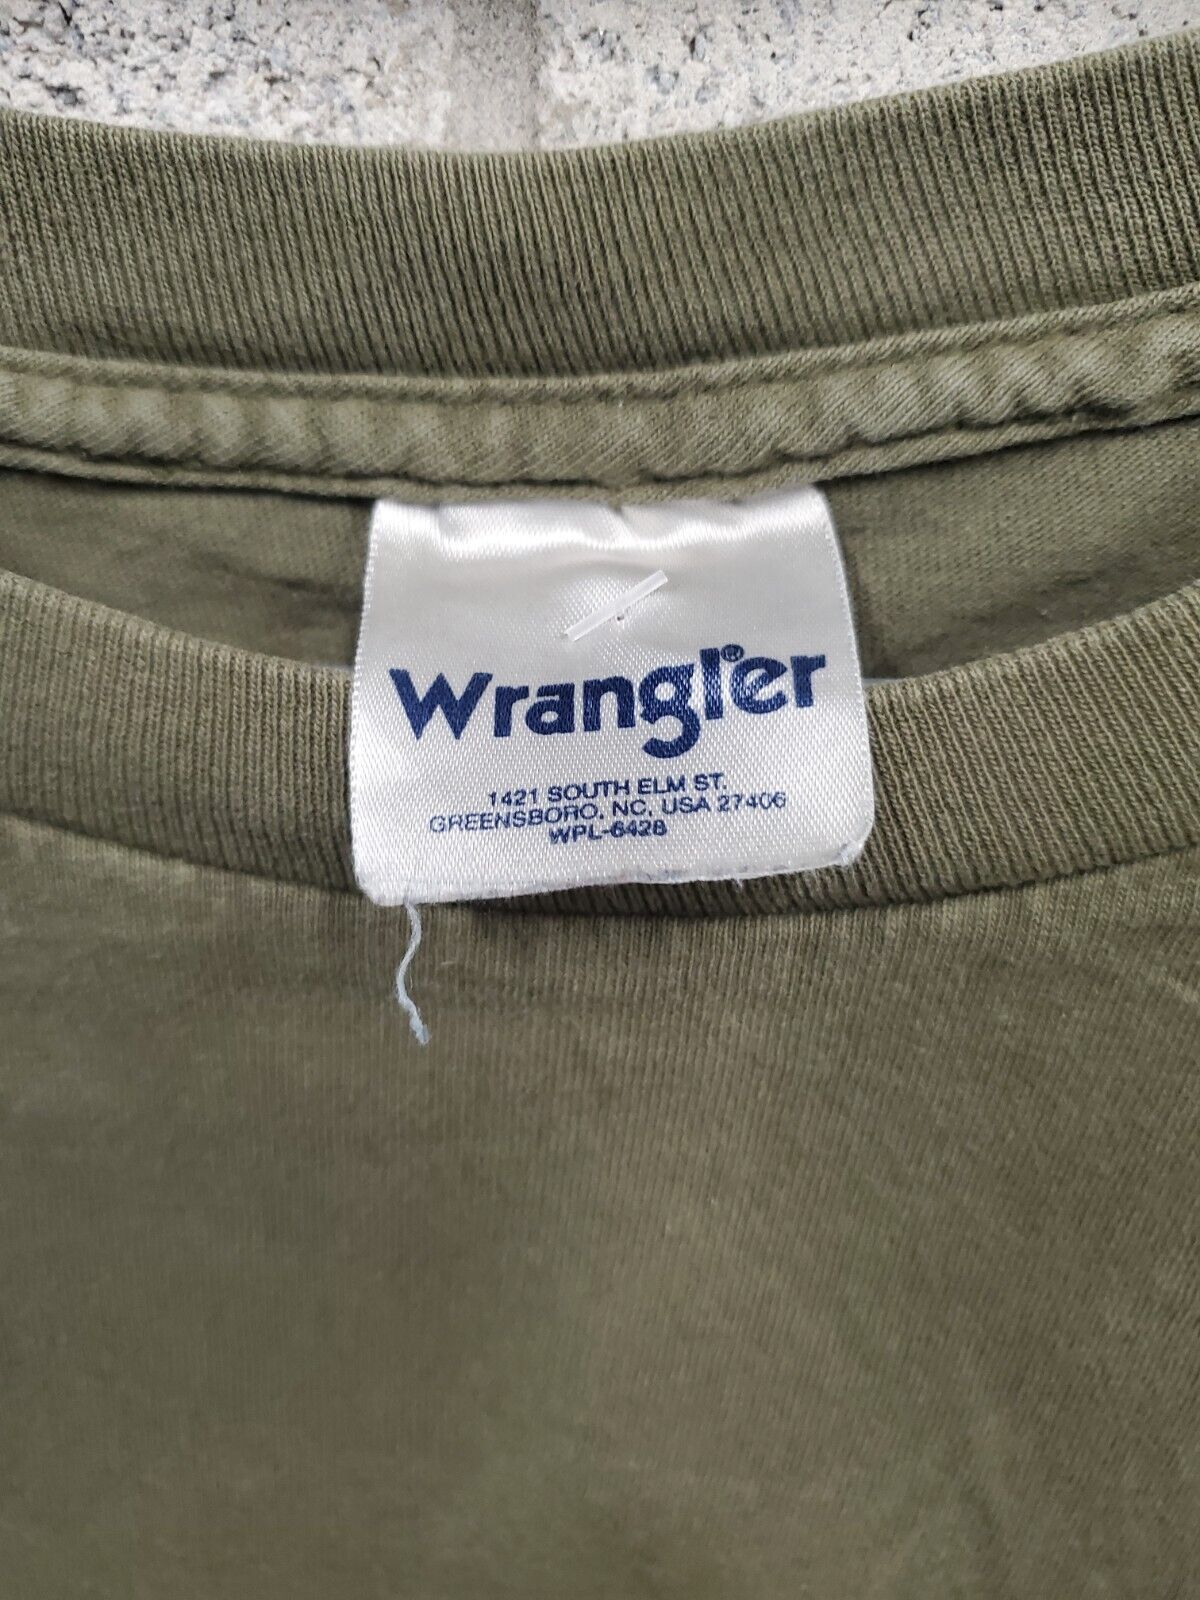 Wrangler®
1421 SOUTH ELM ST.
GREENSBORO, NC, USA 27406
WPL-6428